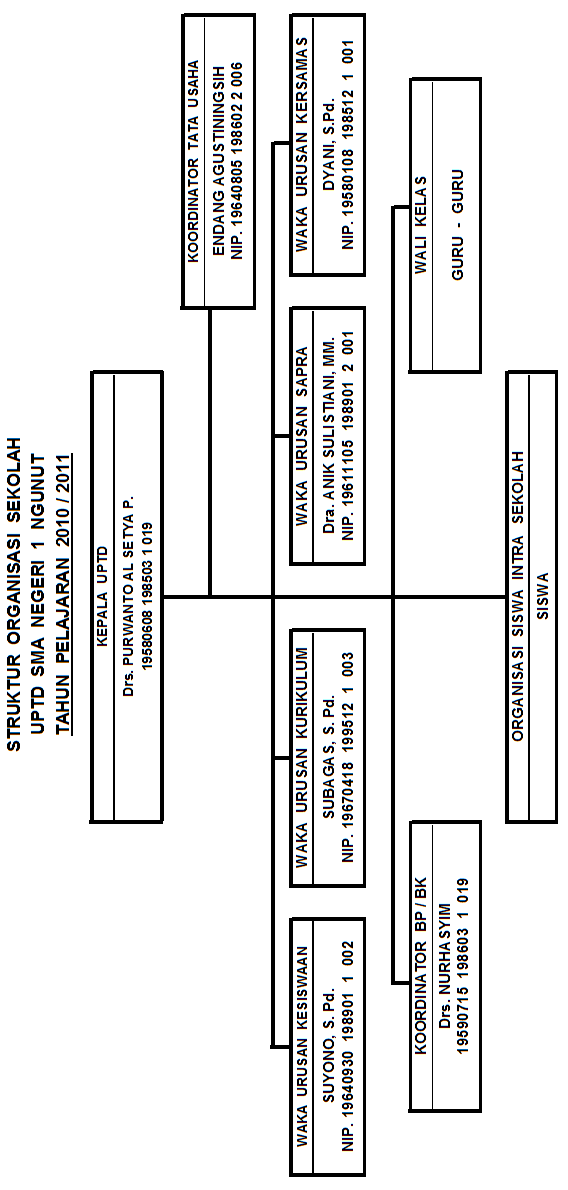 STRUKTUR ORGANISASI SEKOLAH
UPTD SMA NEGERI 1 NGUNUT
TAHUN PELAJARAN 2010 / 2011
KEPALA UPTD
Drs. PURWANTO AL SETYA P.
19580608 198503 1 019
KOORDINATOR TATA USAHA
ENDANG AGUSTININGSIH
NIP. 19640805 198602 2 006
WAKA URUSAN KESISWAAN
SUYONO, S. Pd.
NIP. 19640930 198901 1 002
WAKA URUSAN KURIKULUM
SUBAGAS, S. Pd.
NIP. 19670418 199512 1 003
WAKA URUSAN SAPRA
Dra. ANIK SULISTIANI, MM.
NIP. 19611105 198901 2 001
WAKA URUSAN KERSAMAS
DYANI, S.Pd.
NIP. 19580108 198512 1 001
KOORDINATOR BP / BK
Drs. NURHASYIM
19590715 198603 1 019
WALI KELAS
GURU - GURU
ORGANISASI SISWA INTRA SEKOLAH
SISWA